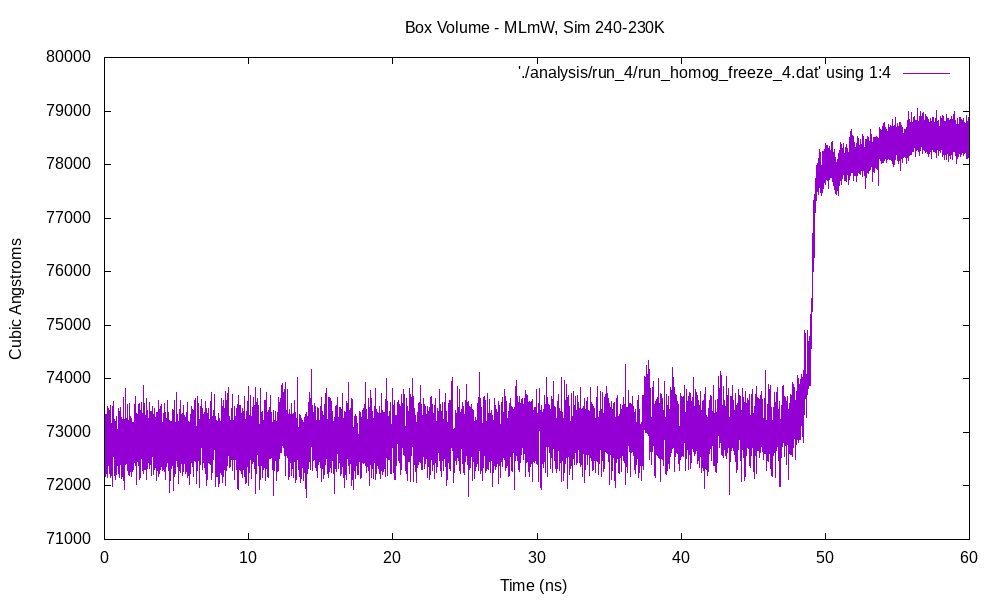 Box Volume - MLmW, Sim 240-230K
'./analysis/run_4/run_homog_freeze_4.dat' using 1:4
80000
79000
78000
77000
76000
75000
74000
73000
72000
71000
Cubic Angstroms
0 10 20 30 40 50 60
Time (ns)